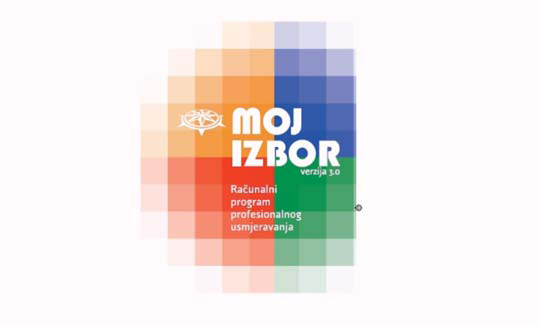 MOJ
IZBOR
verzija 3.0
Računalni
program
profesionalnog
usmjeravanja